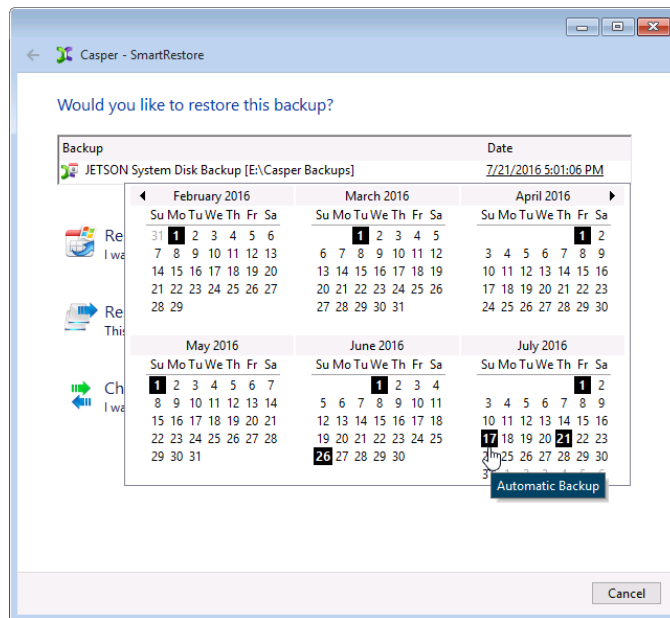 Casper - SmartRestore
Would you like to restore this backup?
Backup Date
JETSON System Disk Backup [E:\Casper Backups] 7/21/2016 5:01:06 PM
February 2016 March 2016 April 2016
Su Mo Tu We Th Fr Sa Su Mo Tu We Th Fr Sa Su Mo Tu We Th Fr Sa
31 1 2 3 4 5 6 1 2 3 4 5 1 2
7 8 9 10 11 12 13 6 7 8 9 10 11 12 3 4 5 6 7 8 9
14 15 16 17 18 19 20 13 14 15 16 17 18 19 10 11 12 13 14 15 16
21 22 23 24 25 26 27 20 21 22 23 24 25 26 17 18 19 20 21 22 23
28 29 27 28 29 30 31 24 25 26 27 28 29 30
May 2016 June 2016 July 2016
Su Mo Tu We Th Fr Sa Su Mo Tu We Th Fr Sa Su Mo Tu We Th Fr Sa
1 2 3 4 5 6 7 1 2 3 4 1 2
8 9 10 11 12 13 14 5 6 7 8 9 10 11 3 4 5 6 7 8 9
15 16 17 18 19 20 21 12 13 14 15 16 17 18 10 11 12 13 14 15 16
22 23 24 25 26 27 28 19 20 21 22 23 24 25 17 18 19 20 21 22 23
29 30 31 26 27 28 29 30 25 26 27 28 29 30
Re
I wa
Re
This
Ch
I wa
Automatic Backup
Cancel